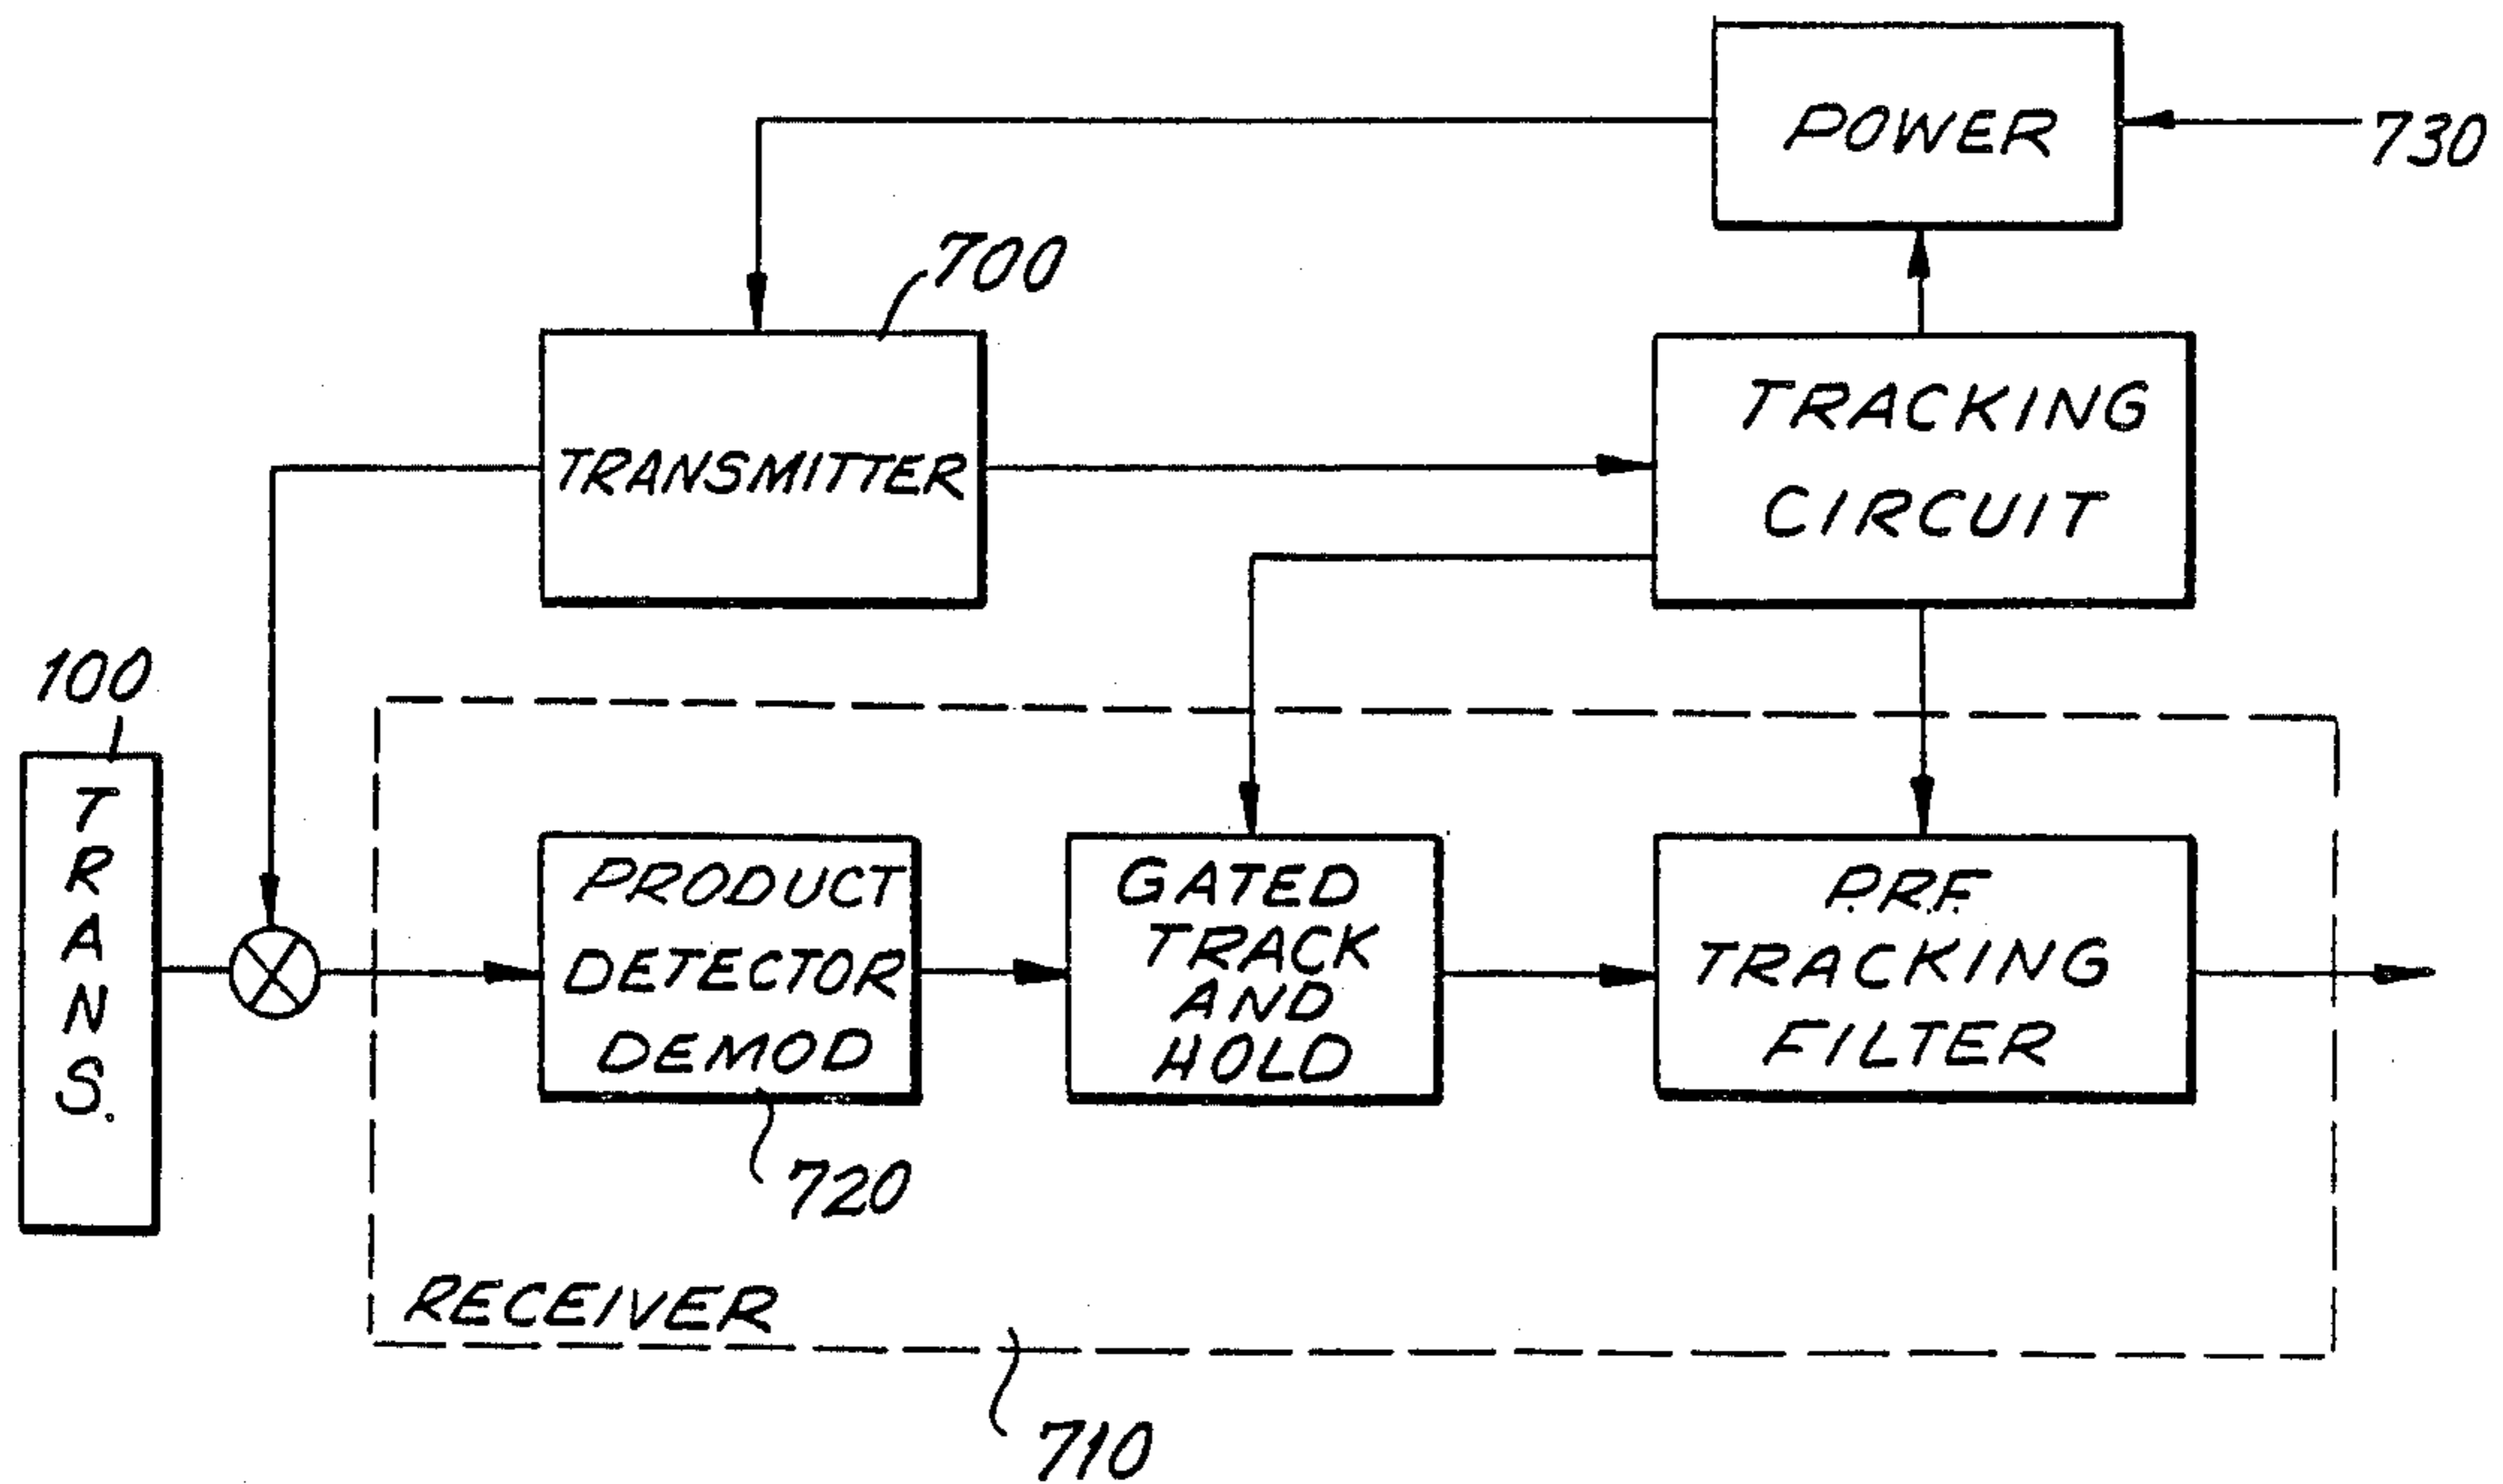 POWER
730
700
TRANSMITTER
TRACKING
CIRCUIT
100
TRANS.
PRODUCT
DETECTOR
DEMOD
GATED
TRACK
AND
HOLD
P.R.F.
TRACKING
FILTER
720
RECEIVER
710